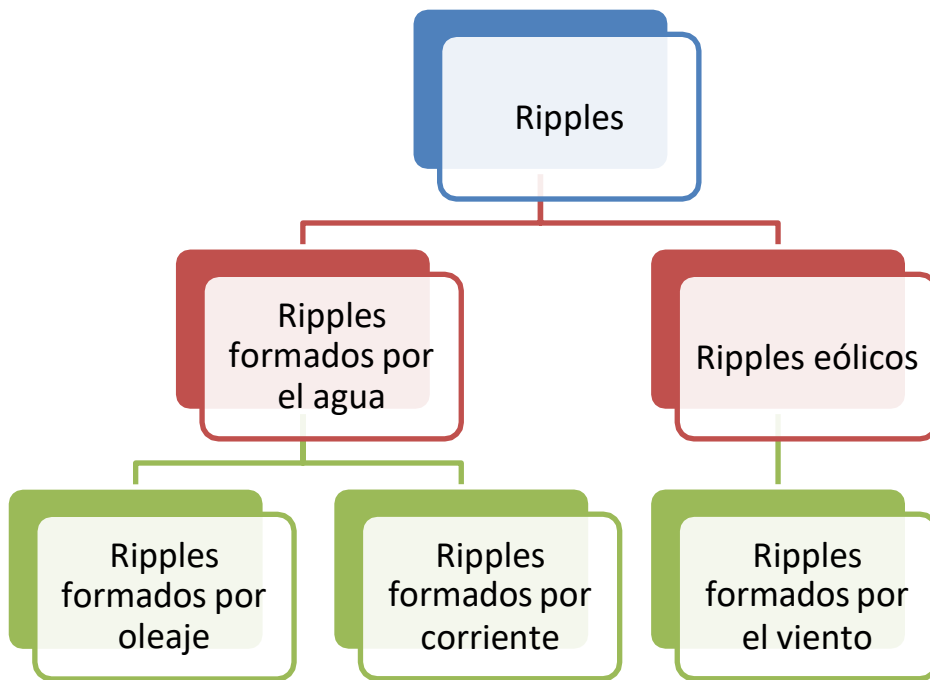 Ripples
Ripples
formados por
el agua
Ripples eólicos
Ripples
formados por
oleaje
Ripples
formados por
corriente
Ripples
formados por
el viento